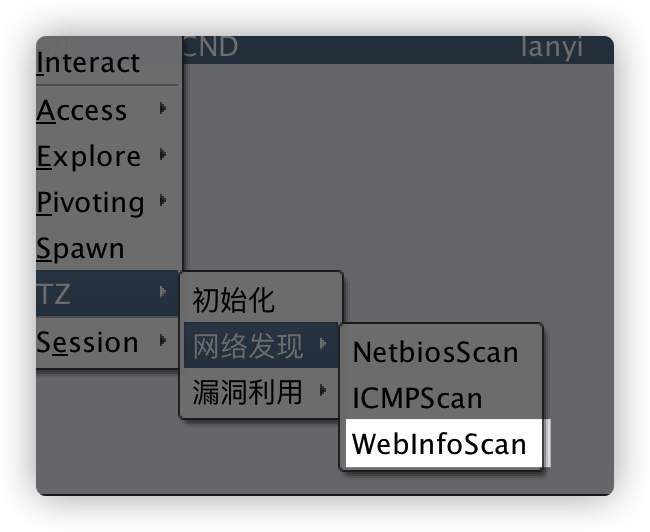 CND lanyi
Interact
Access
Explore
Pivoting
Spawn
TZ
Session
初始化
网络发现
漏洞利用
NetbiosScan
ICMPScan
WebInfoScan